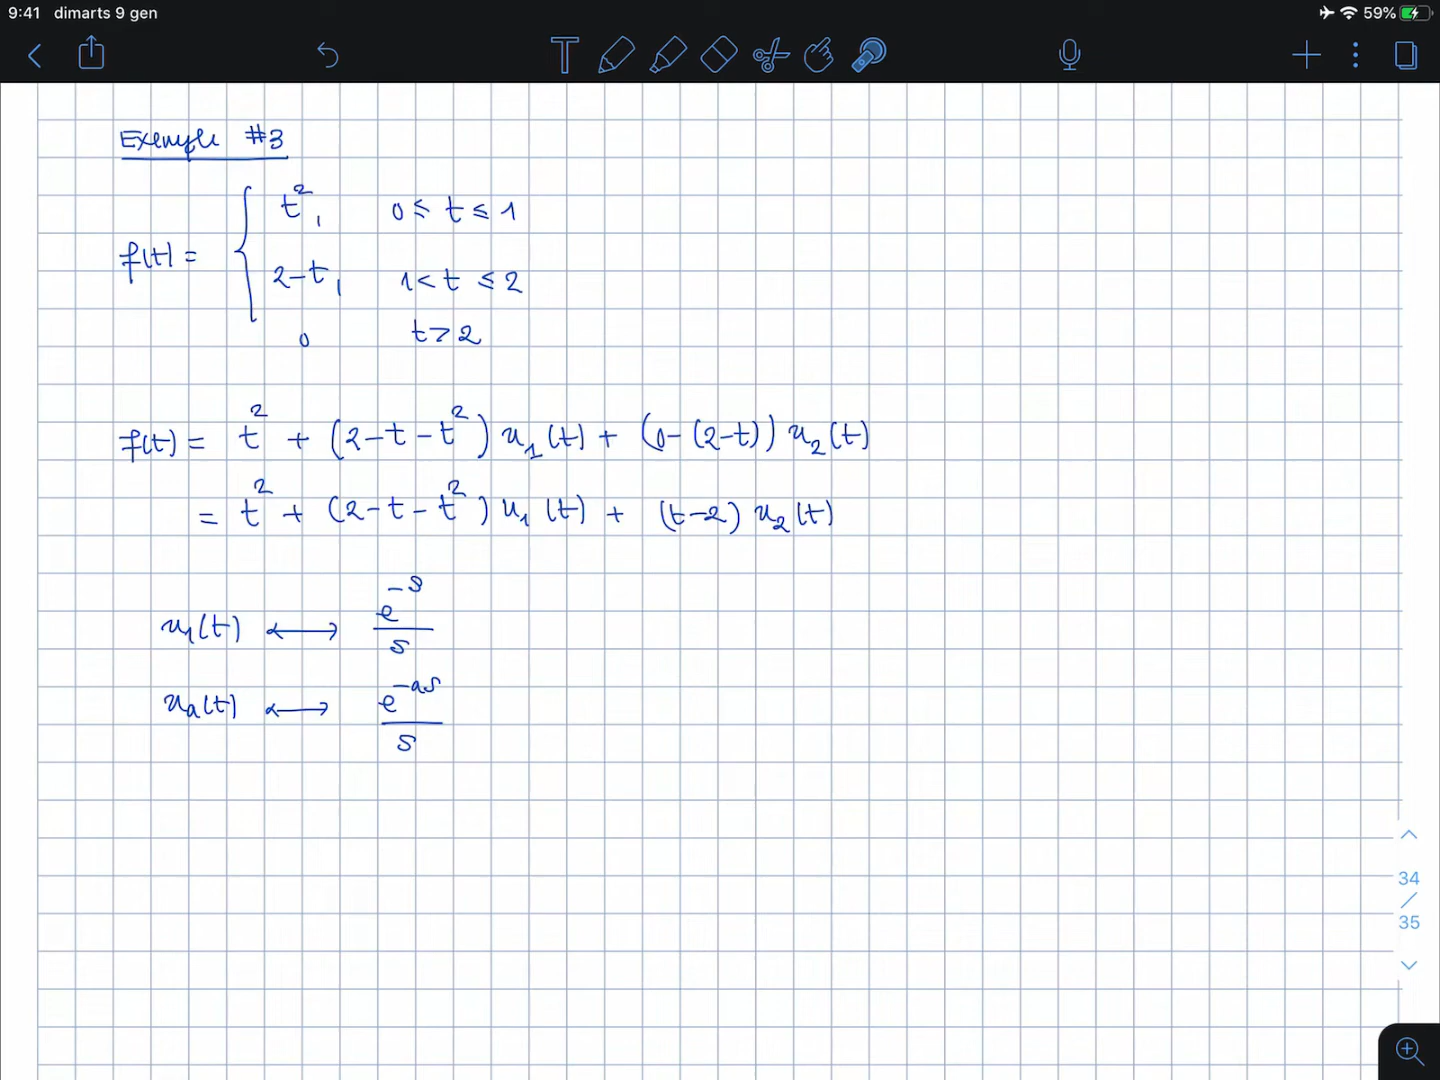 9:41 dimarts 9 gen 59%
Example #3
f(t) = { t², 0 ≤ t ≤ 1
2-t, 1 < t ≤ 2
0 t > 2
f(t) = t² + (2-t-t²) u₁(t) + (0-(2-t)) u₂(t)
= t² + (2-t-t²) u₁(t) + (t-2) u₂(t)
u₁(t) ⟷ e^{-s}/s
uₐ(t) ⟷ e^{-as}/s
34
/
35